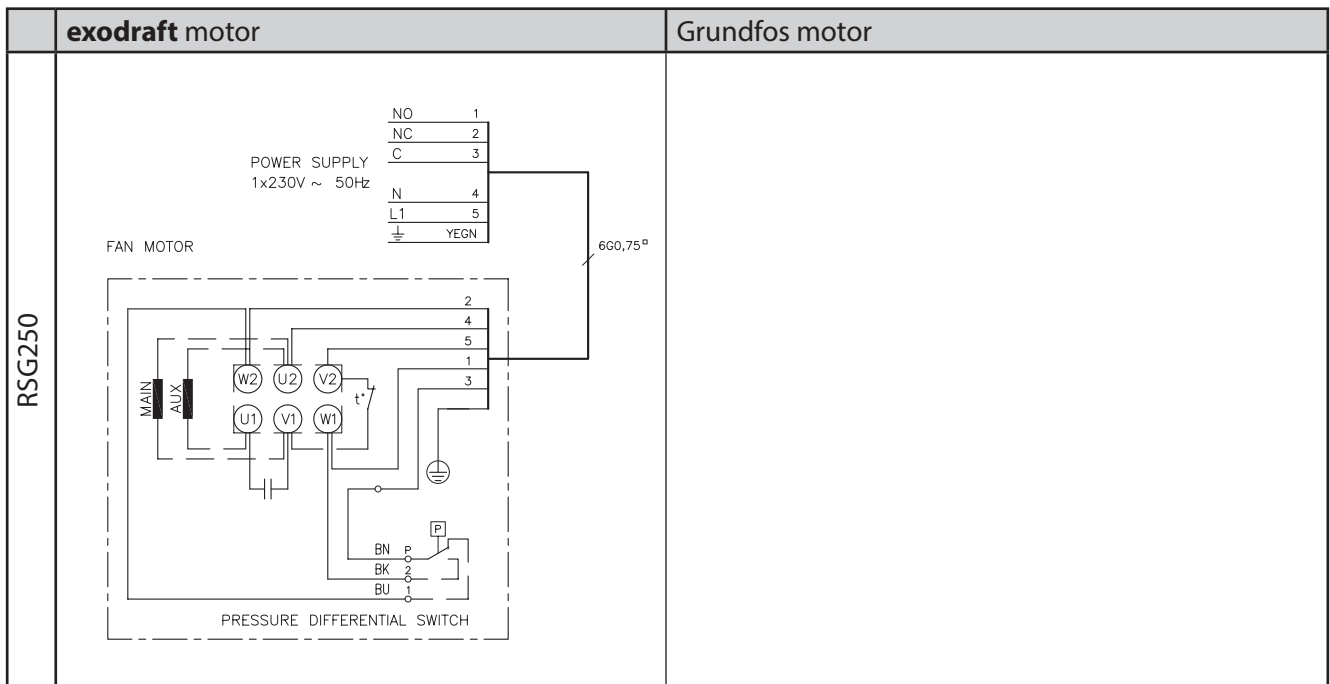 exodraft motor
Grundfos motor
RSG250
NO 1
NC 2
C 3
POWER SUPPLY
1x230V ~ 50Hz
N 4
L1 5
YEGN
FAN MOTOR
6G0,75¤
2
4
5
1
3
MAIN
AUX
W2 U2 V2
t°
U1 V1 W1
P
BN P
BK 2
BU 1
PRESSURE DIFFERENTIAL SWITCH